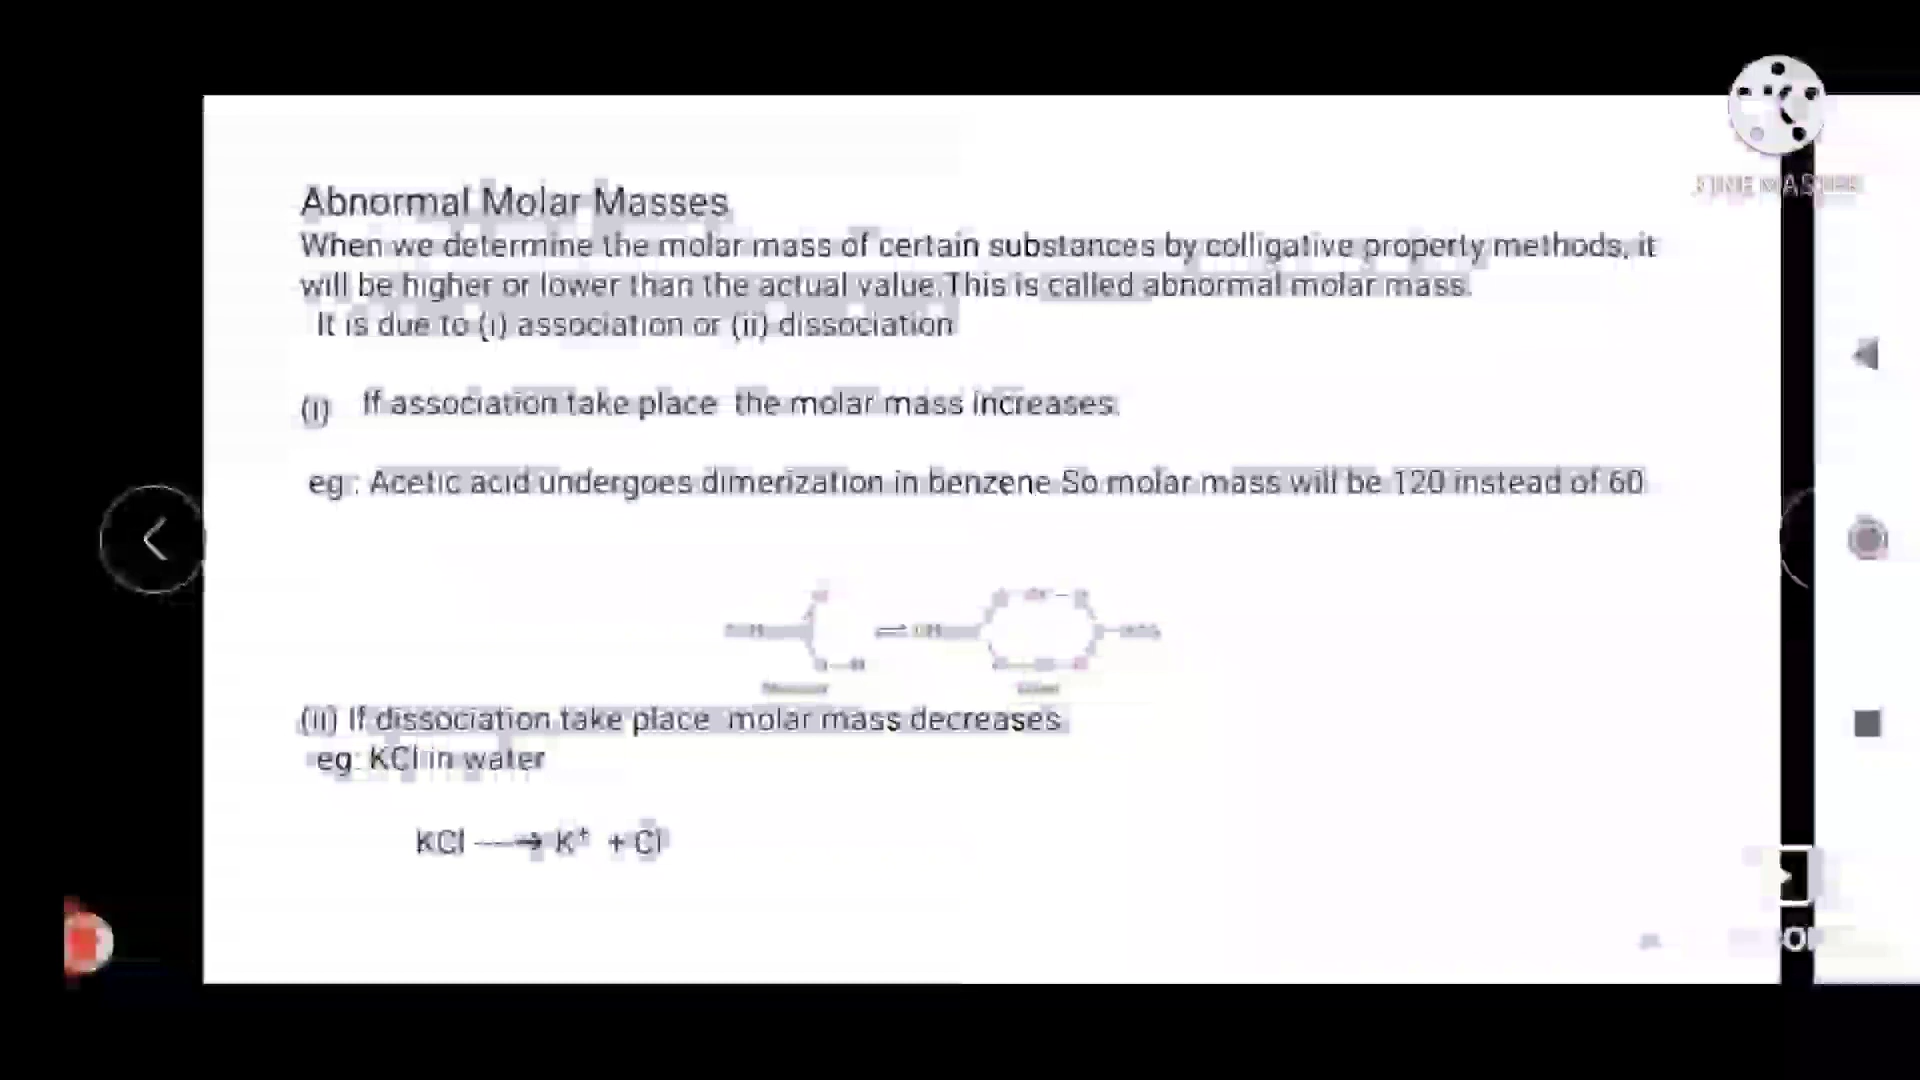 KINEMASTER
Abnormal Molar Masses
When we determine the molar mass of certain substances by colligative property methods, it
will be higher or lower than the actual value.This is called abnormal molar mass.
It is due to (i) association or (ii) dissociation
(i) If association take place the molar mass increases.
eg : Acetic acid undergoes dimerization in benzene So molar mass will be 120 instead of 60
(ii) If dissociation take place molar mass decreases
eg: KCl in water
KCl ⟶ K⁺ + Cl